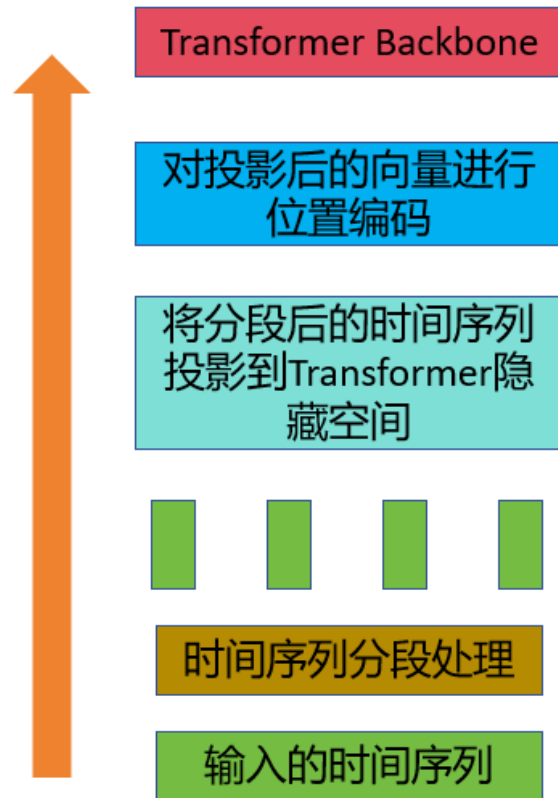 Transformer Backbone
对投影后的向量进行
位置编码
将分段后的时间序列
投影到Transformer隐
藏空间
时间序列分段处理
输入的时间序列